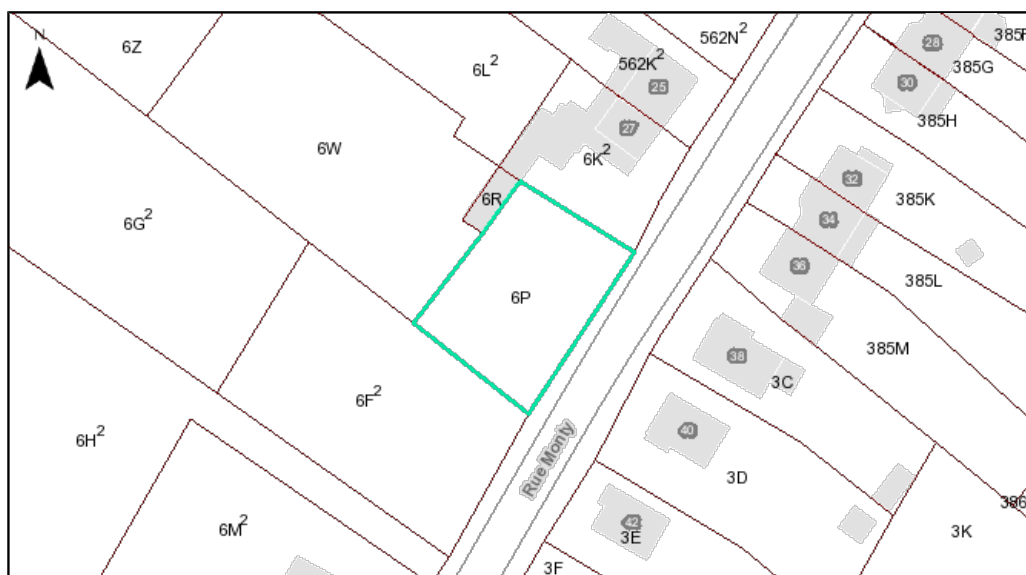 N
6Z
6L²
562N²
562K²
25
27
6K²
6W
6R
6G²
6P
6F²
6H²
6M²
Rue Monty
28
385F
385G
30
385H
32
385K
34
36
385L
385M
38
3C
40
3D
42
3E
3F
3K
386